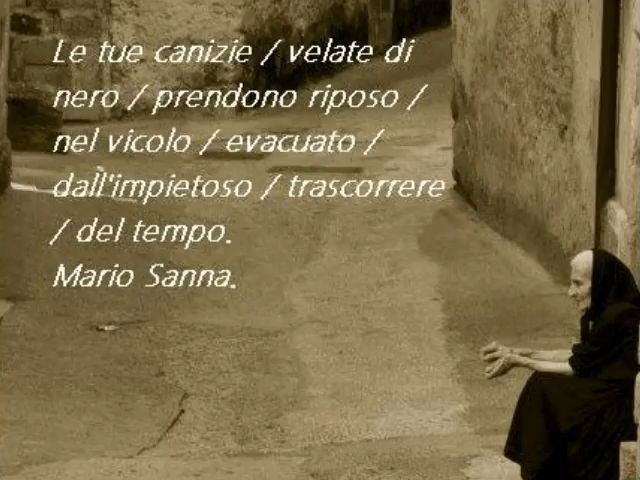 Le tue canizie / velate di
nero / prendono riposo /
nel vicolo / evacuato /
dall'impietoso / trascorrere
/ del tempo.
Mario Sanna.